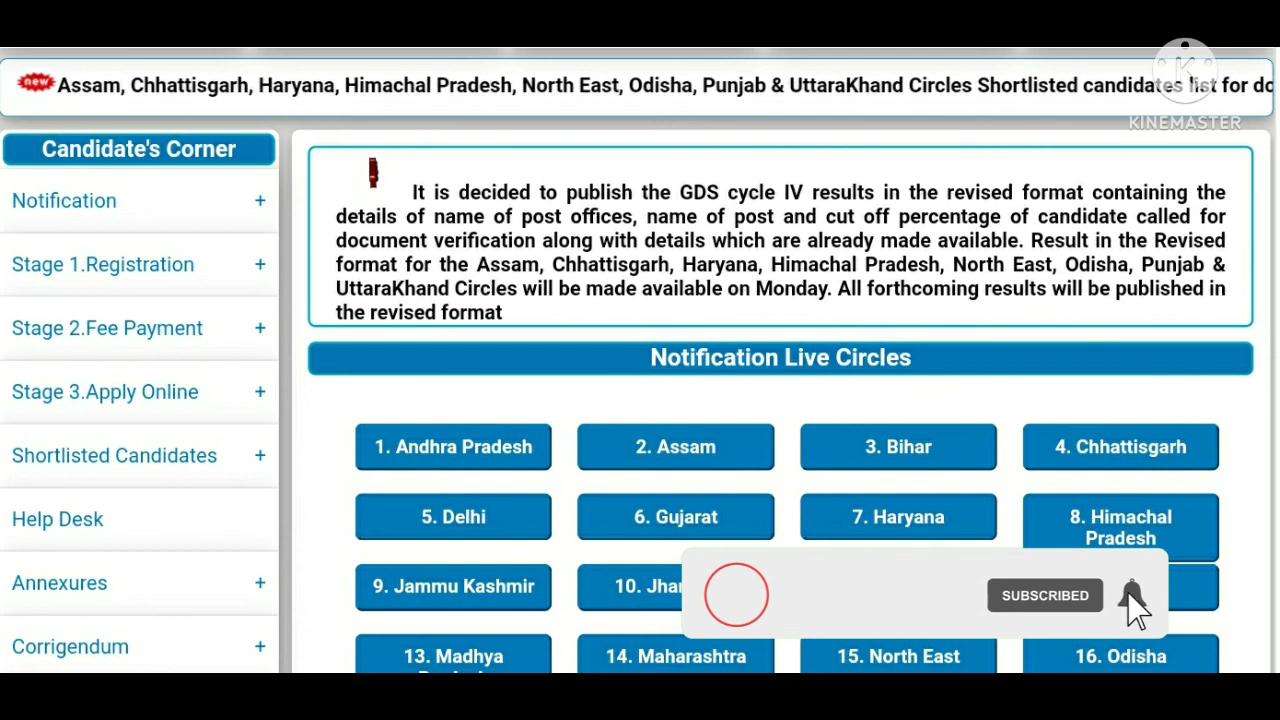 new Assam, Chhattisgarh, Haryana, Himachal Pradesh, North East, Odisha, Punjab & UttaraKhand Circles Shortlisted candidates list for
KINEMASTER
Candidate's Corner
Notification +
Stage 1.Registration +
Stage 2.Fee Payment +
Stage 3.Apply Online +
Shortlisted Candidates +
Help Desk
Annexures +
Corrigendum +
It is decided to publish the GDS cycle IV results in the revised format containing the
details of name of post offices, name of post and cut off percentage of candidate called for
document verification along with details which are already made available. Result in the Revised
format for the Assam, Chhattisgarh, Haryana, Himachal Pradesh, North East, Odisha, Punjab &
UttaraKhand Circles will be made available on Monday. All forthcoming results will be published in
the revised format
Notification Live Circles
1. Andhra Pradesh
2. Assam
3. Bihar
4. Chhattisgarh
5. Delhi
6. Gujarat
7. Haryana
8. Himachal
Pradesh
9. Jammu Kashmir
10. Jhar
SUBSCRIBED
13. Madhya
14. Maharashtra
15. North East
16. Odisha